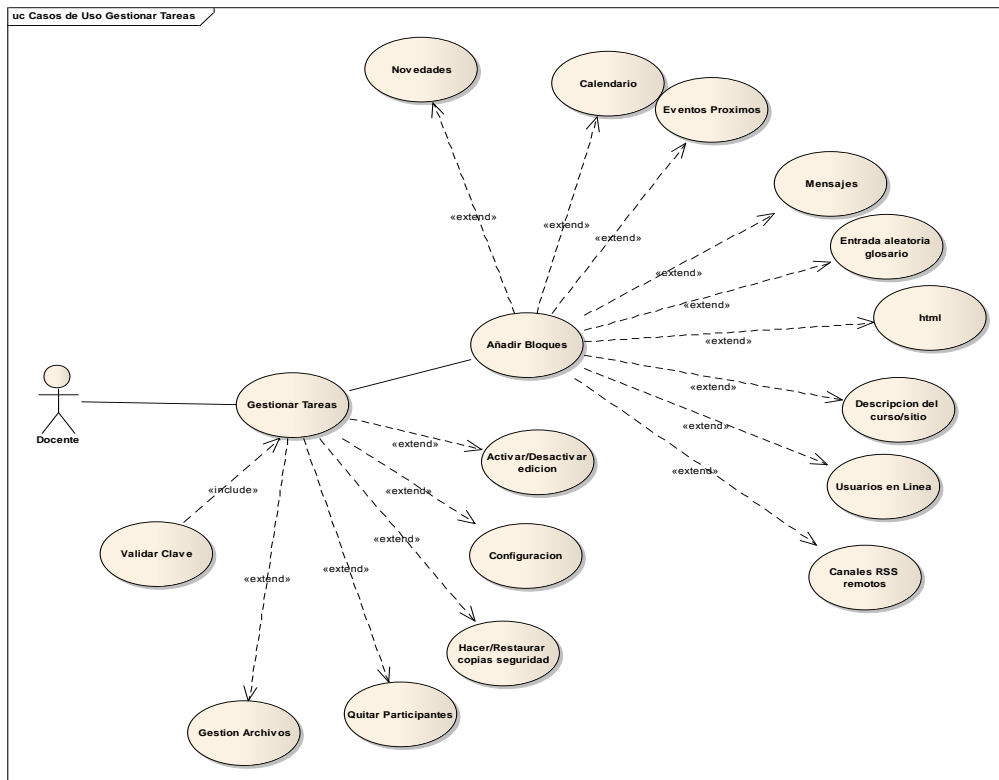 uc Casos de Uso Gestionar Tareas
Novedades
Calendario
Eventos Proximos
Mensajes
«extend»
«extend»
«extend»
Entrada aleatoria
glosario
«extend»
«extend»
html
Añadir Bloques
«extend»
Gestionar Tareas
Docente
«extend»
Descripcion del
curso/sitio
«extend»
«extend»
Activar/Desactivar
edicion
«extend»
Usuarios en Linea
«include»
«extend»
Validar Clave
«extend»
Configuracion
Canales RSS
remotos
«extend»
«extend»
Hacer/Restaurar
copias seguridad
Quitar Participantes
Gestion Archivos